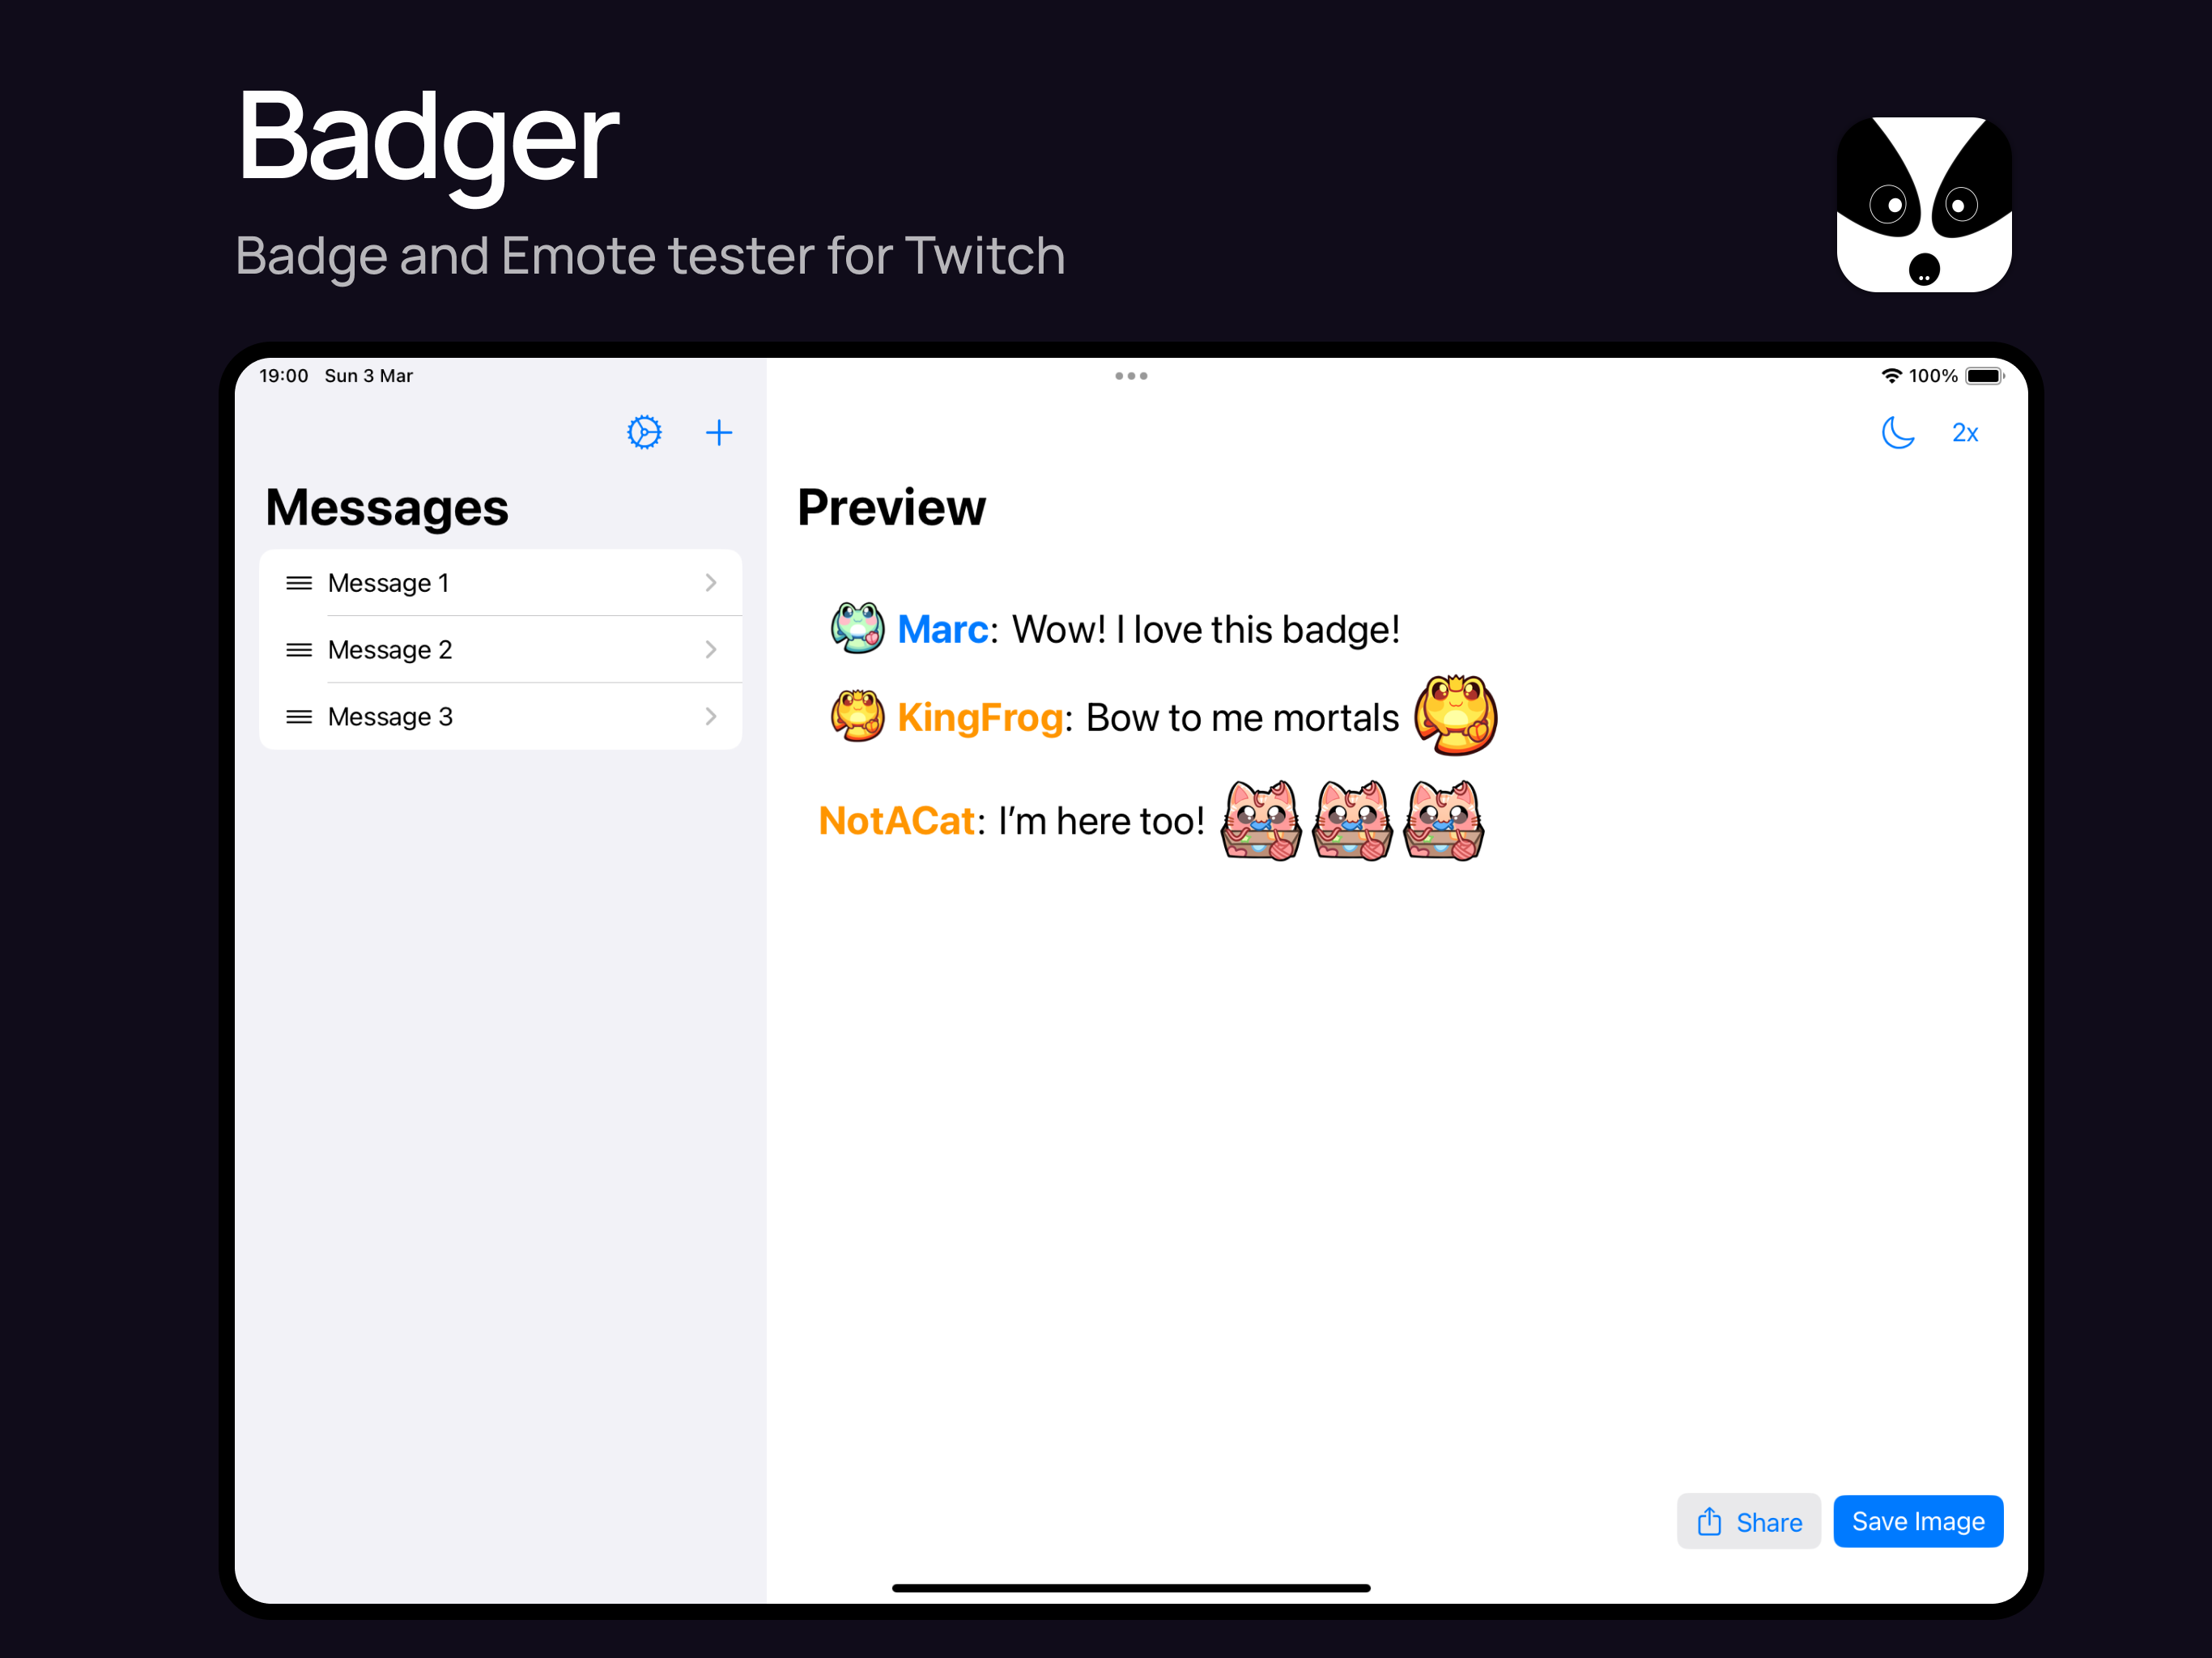 Badger
Badge and Emote tester for Twitch
19:00 Sun 3 Mar
100%
2x
Messages
Message 1
Message 2
Message 3
Preview
Marc: Wow! I love this badge!
KingFrog: Bow to me mortals
NotACat: I’m here too!
Share
Save Image